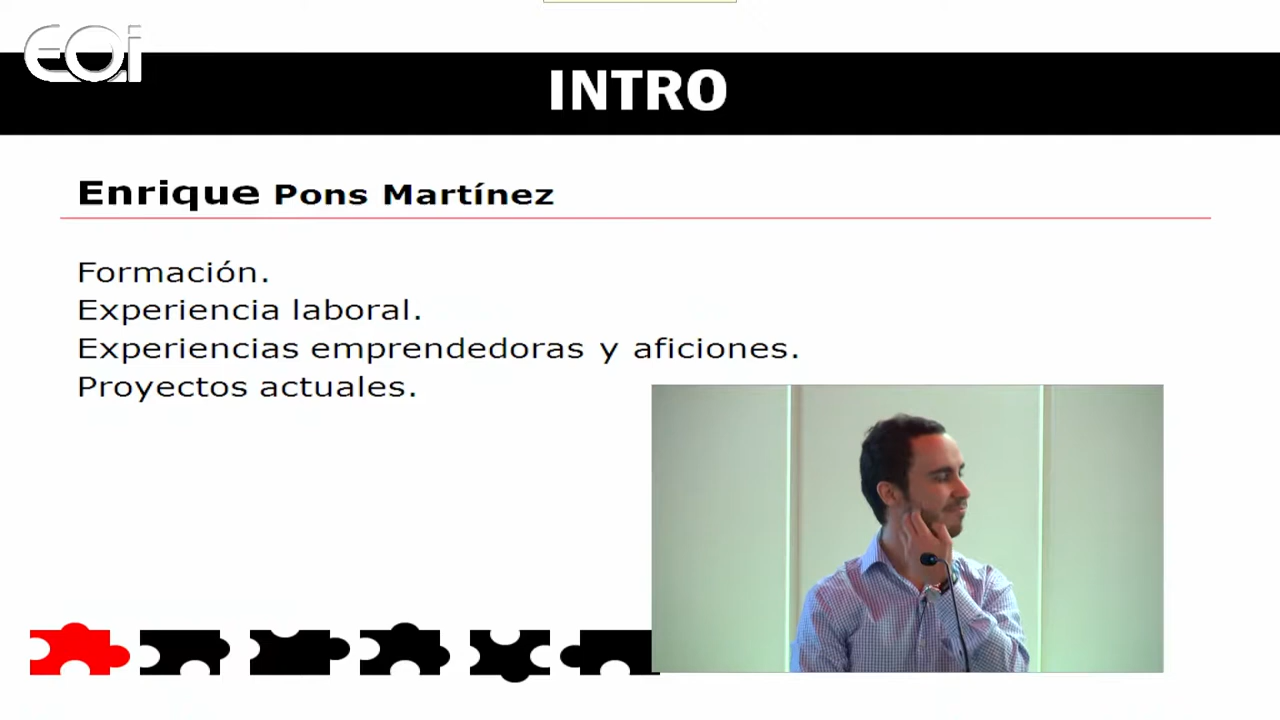 EOi
INTRO
Enrique Pons Martínez
Formación.
Experiencia laboral.
Experiencias emprendedoras y aficiones.
Proyectos actuales.